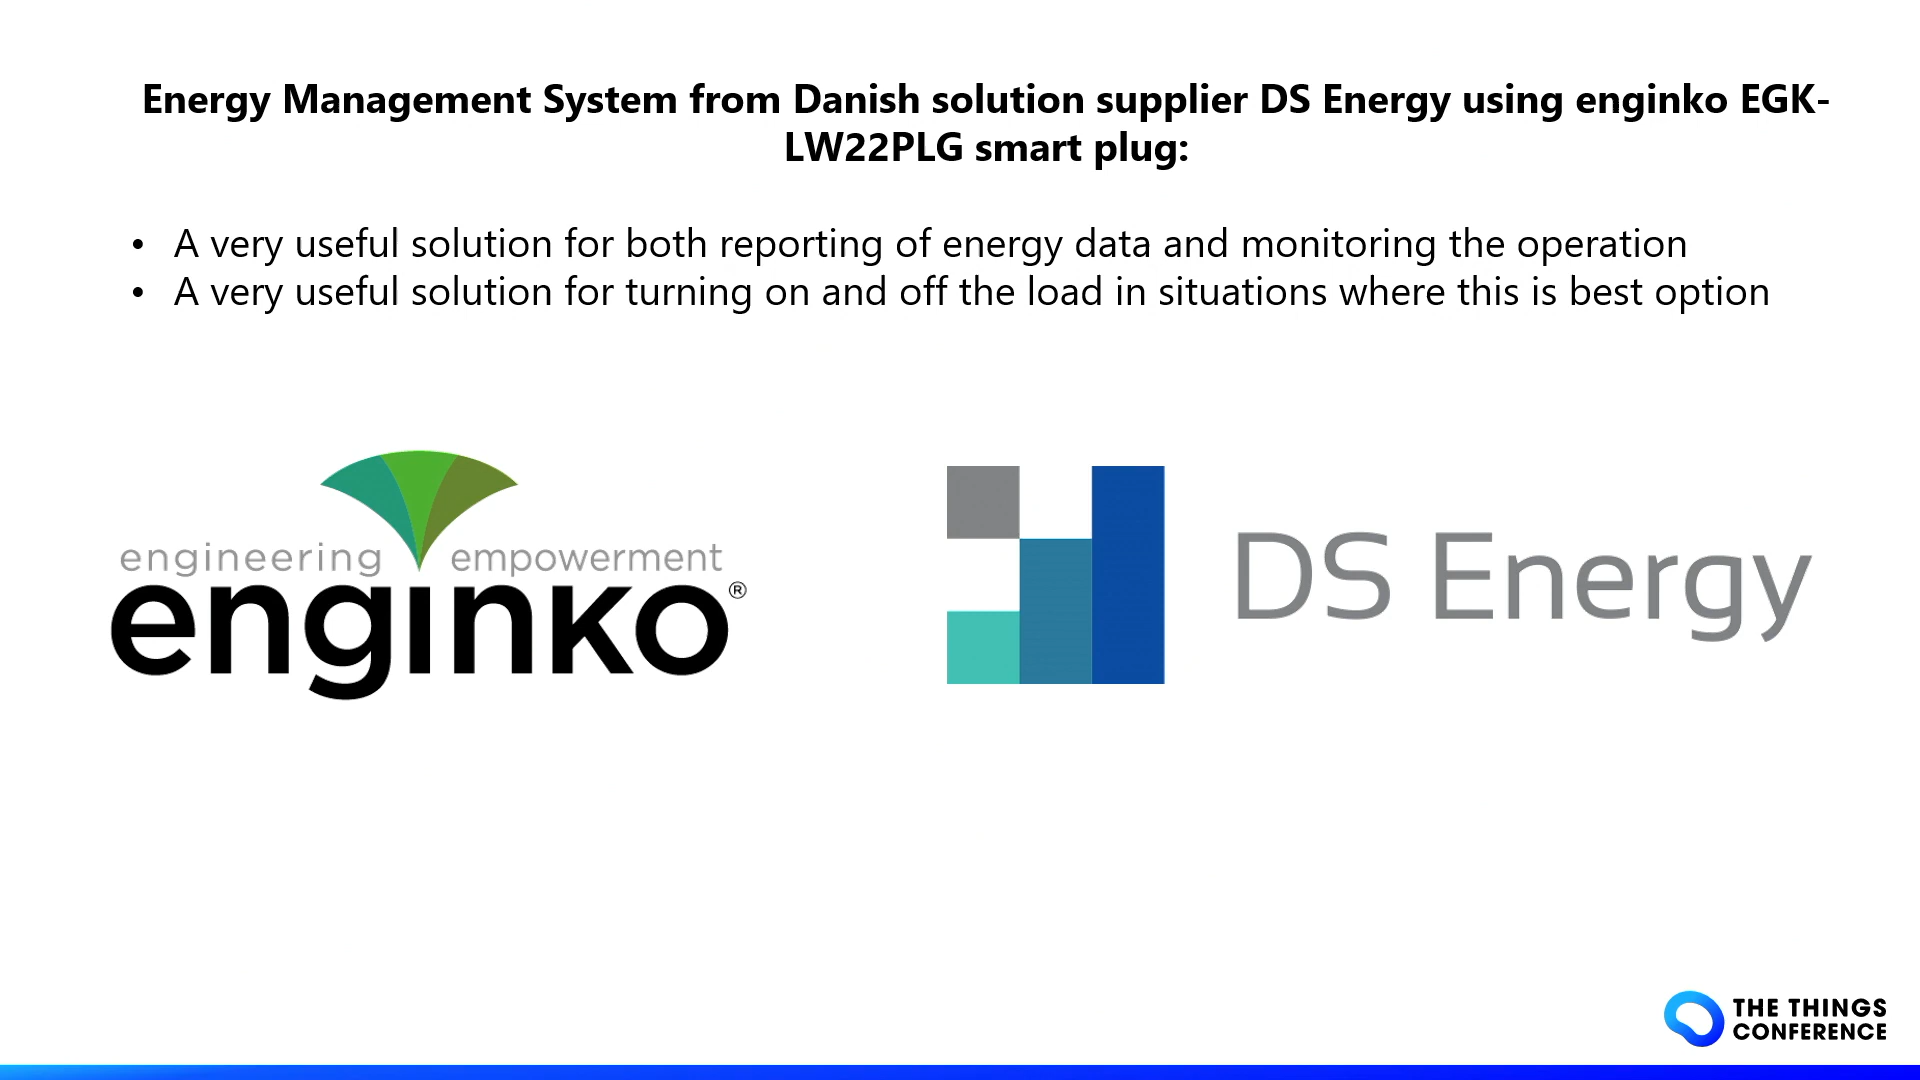 Energy Management System from Danish solution supplier DS Energy using enginko EGK-
LW22PLG smart plug:
• A very useful solution for both reporting of energy data and monitoring the operation
• A very useful solution for turning on and off the load in situations where this is best option
engineering empowerment
enginko®
DS Energy
THE THINGS
CONFERENCE